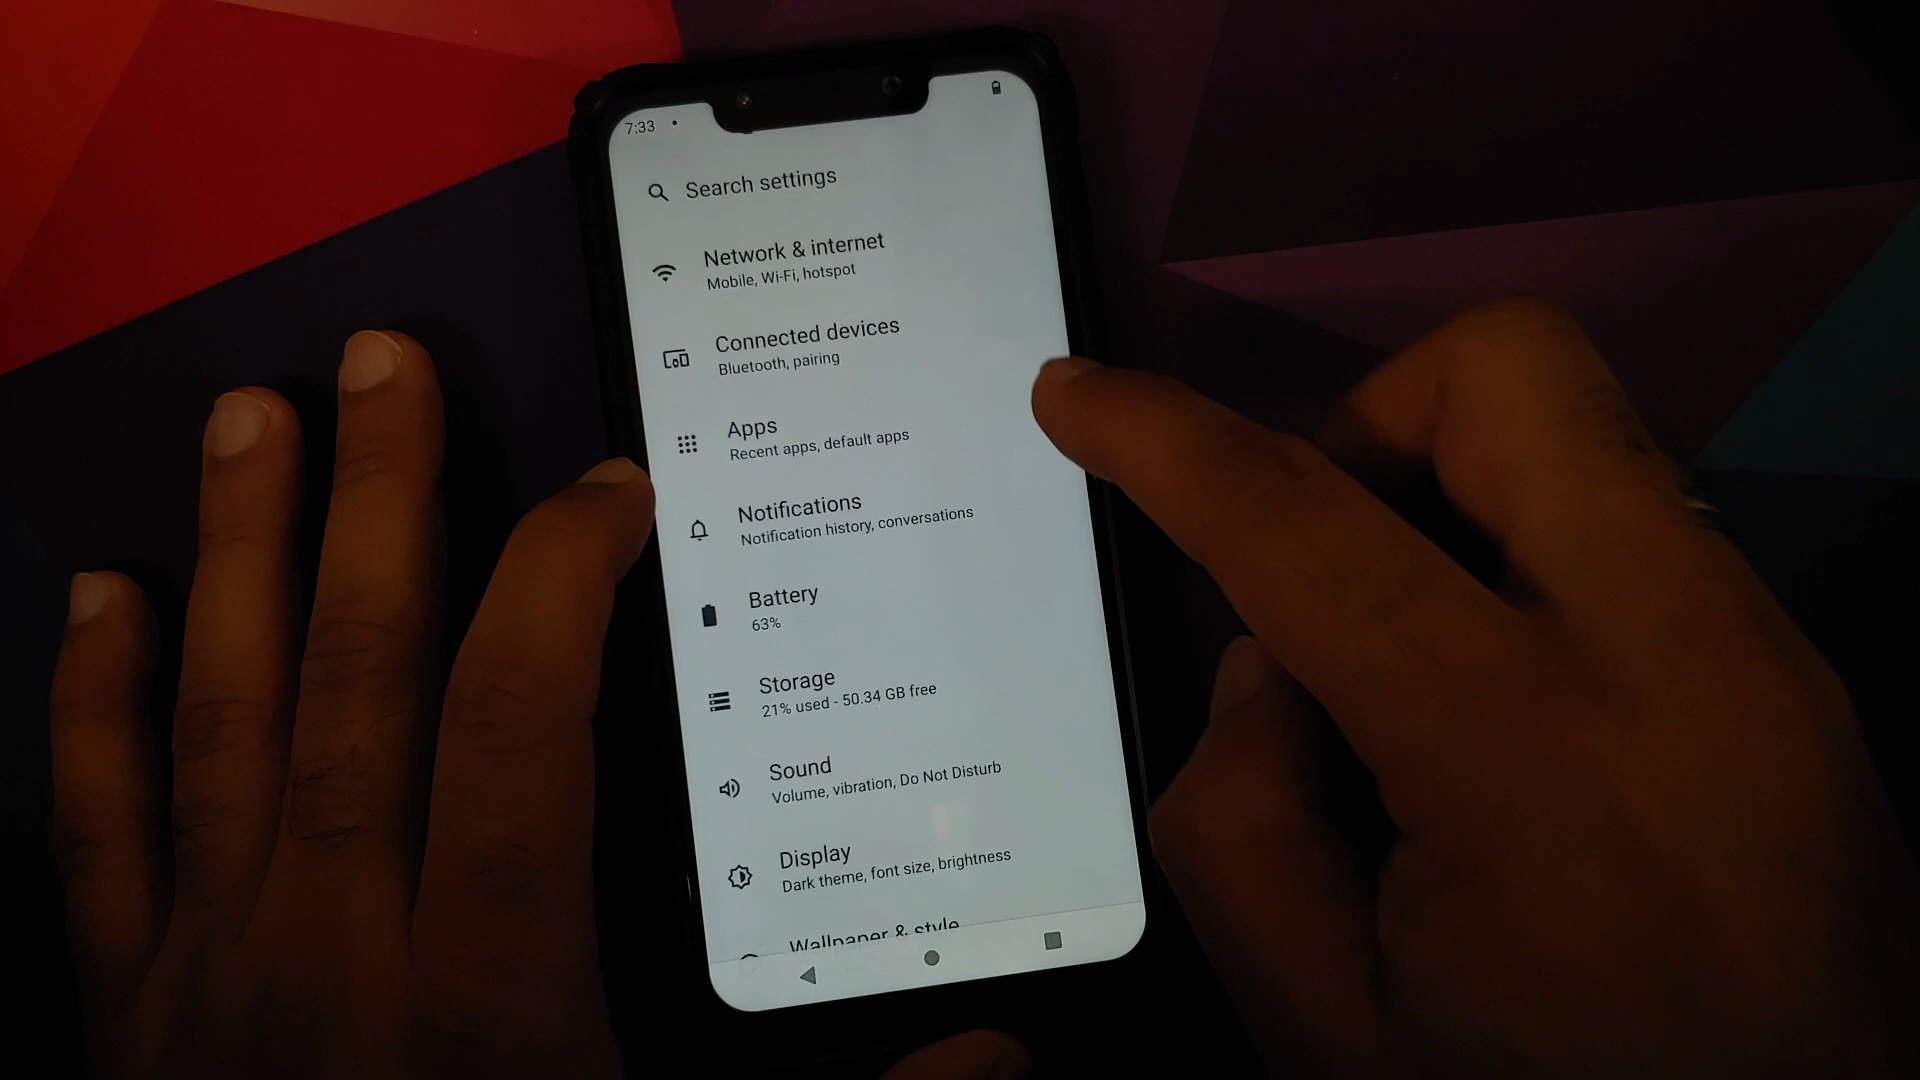 7:33
Search settings
Network & internet
Mobile, Wi-Fi, hotspot
Connected devices
Bluetooth, pairing
Apps
Recent apps, default apps
Notifications
Notification history, conversations
Battery
63%
Storage
21% used - 50.34 GB free
Sound
Volume, vibration, Do Not Disturb
Display
Dark theme, font size, brightness
Wallpaper & style